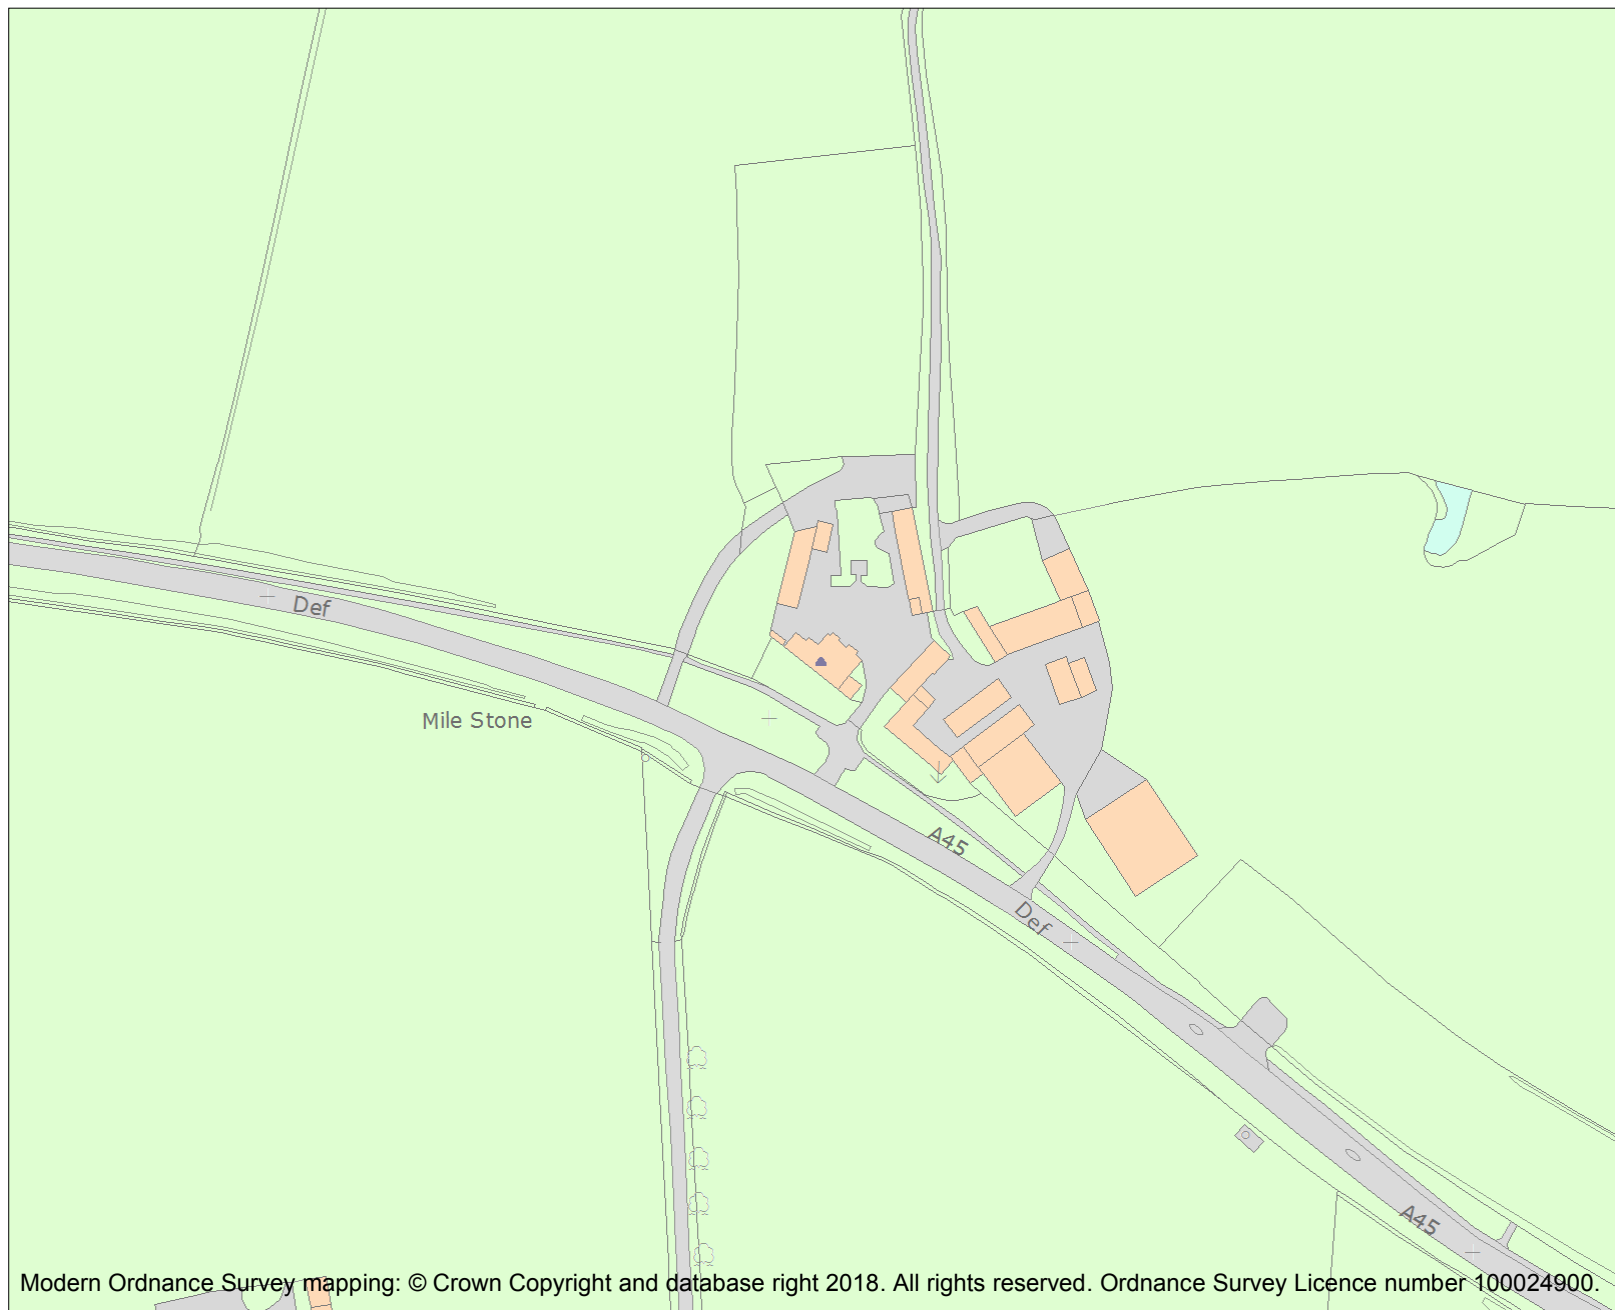 Def
Mile Stone
A45
Def
A45
Modern Ordnance Survey mapping: © Crown Copyright and database right 2018. All rights reserved. Ordnance Survey Licence number 100024900.